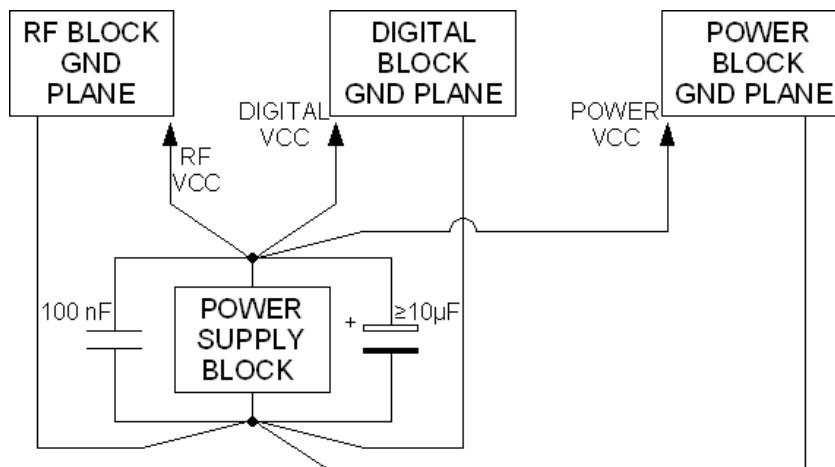 RF BLOCK
GND
PLANE
DIGITAL
BLOCK
GND PLANE
POWER
BLOCK
GND PLANE
DIGITAL
VCC
POWER
VCC
RF
VCC
100 nF
POWER
SUPPLY
BLOCK
+
≥10µF